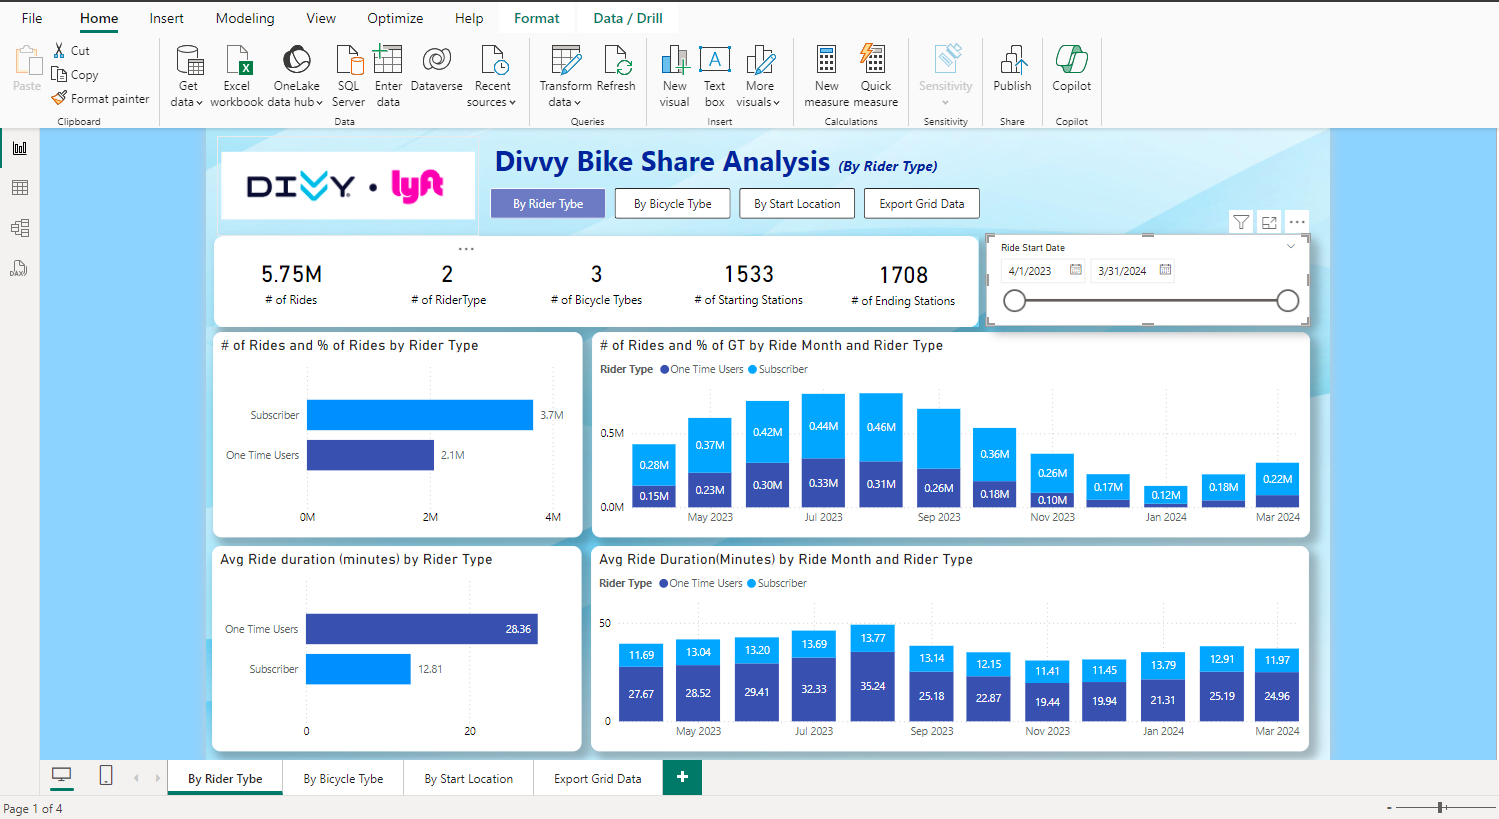 File Home Insert Modeling View Optimize Help Format Data / Drill
Paste
Cut
Copy
Format painter
Clipboard
Get data
Excel workbook
OneLake data hub
SQL Server
Enter data
Dataverse
Recent sources
Data
Transform data
Refresh
Queries
New visual
Text box
More visuals
Insert
New measure
Quick measure
Calculations
Sensitivity
Sensitivity
Publish
Share
Copilot
Copilot
DIVVY • lyft
Divvy Bike Share Analysis (By Rider Type)
By Rider Tybe
By Bicycle Tybe
By Start Location
Export Grid Data
5.75M
# of Rides
2
# of RiderType
3
# of Bicycle Tybes
1533
# of Starting Stations
1708
# of Ending Stations
Ride Start Date
4/1/2023
3/31/2024
# of Rides and % of Rides by Rider Type
Subscriber
3.7M
One Time Users
2.1M
0M 2M 4M
# of Rides and % of GT by Ride Month and Rider Type
Rider Type One Time Users Subscriber
0.5M
0.0M
0.28M 0.37M 0.42M 0.44M 0.46M 0.36M 0.26M 0.17M 0.12M 0.18M 0.22M
0.15M 0.23M 0.30M 0.33M 0.31M 0.26M 0.18M 0.10M
May 2023 Jul 2023 Sep 2023 Nov 2023 Jan 2024 Mar 2024
Avg Ride duration (minutes) by Rider Type
One Time Users
28.36
Subscriber
12.81
0 20
Avg Ride Duration(Minutes) by Ride Month and Rider Type
Rider Type One Time Users Subscriber
50
0
11.69 13.04 13.20 13.69 13.77 13.14 12.15 11.41 11.45 13.79 12.91 11.97
27.67 28.52 29.41 32.33 35.24 25.18 22.87 19.44 19.94 21.31 25.19 24.96
May 2023 Jul 2023 Sep 2023 Nov 2023 Jan 2024 Mar 2024
By Rider Tybe By Bicycle Tybe By Start Location Export Grid Data +
Page 1 of 4